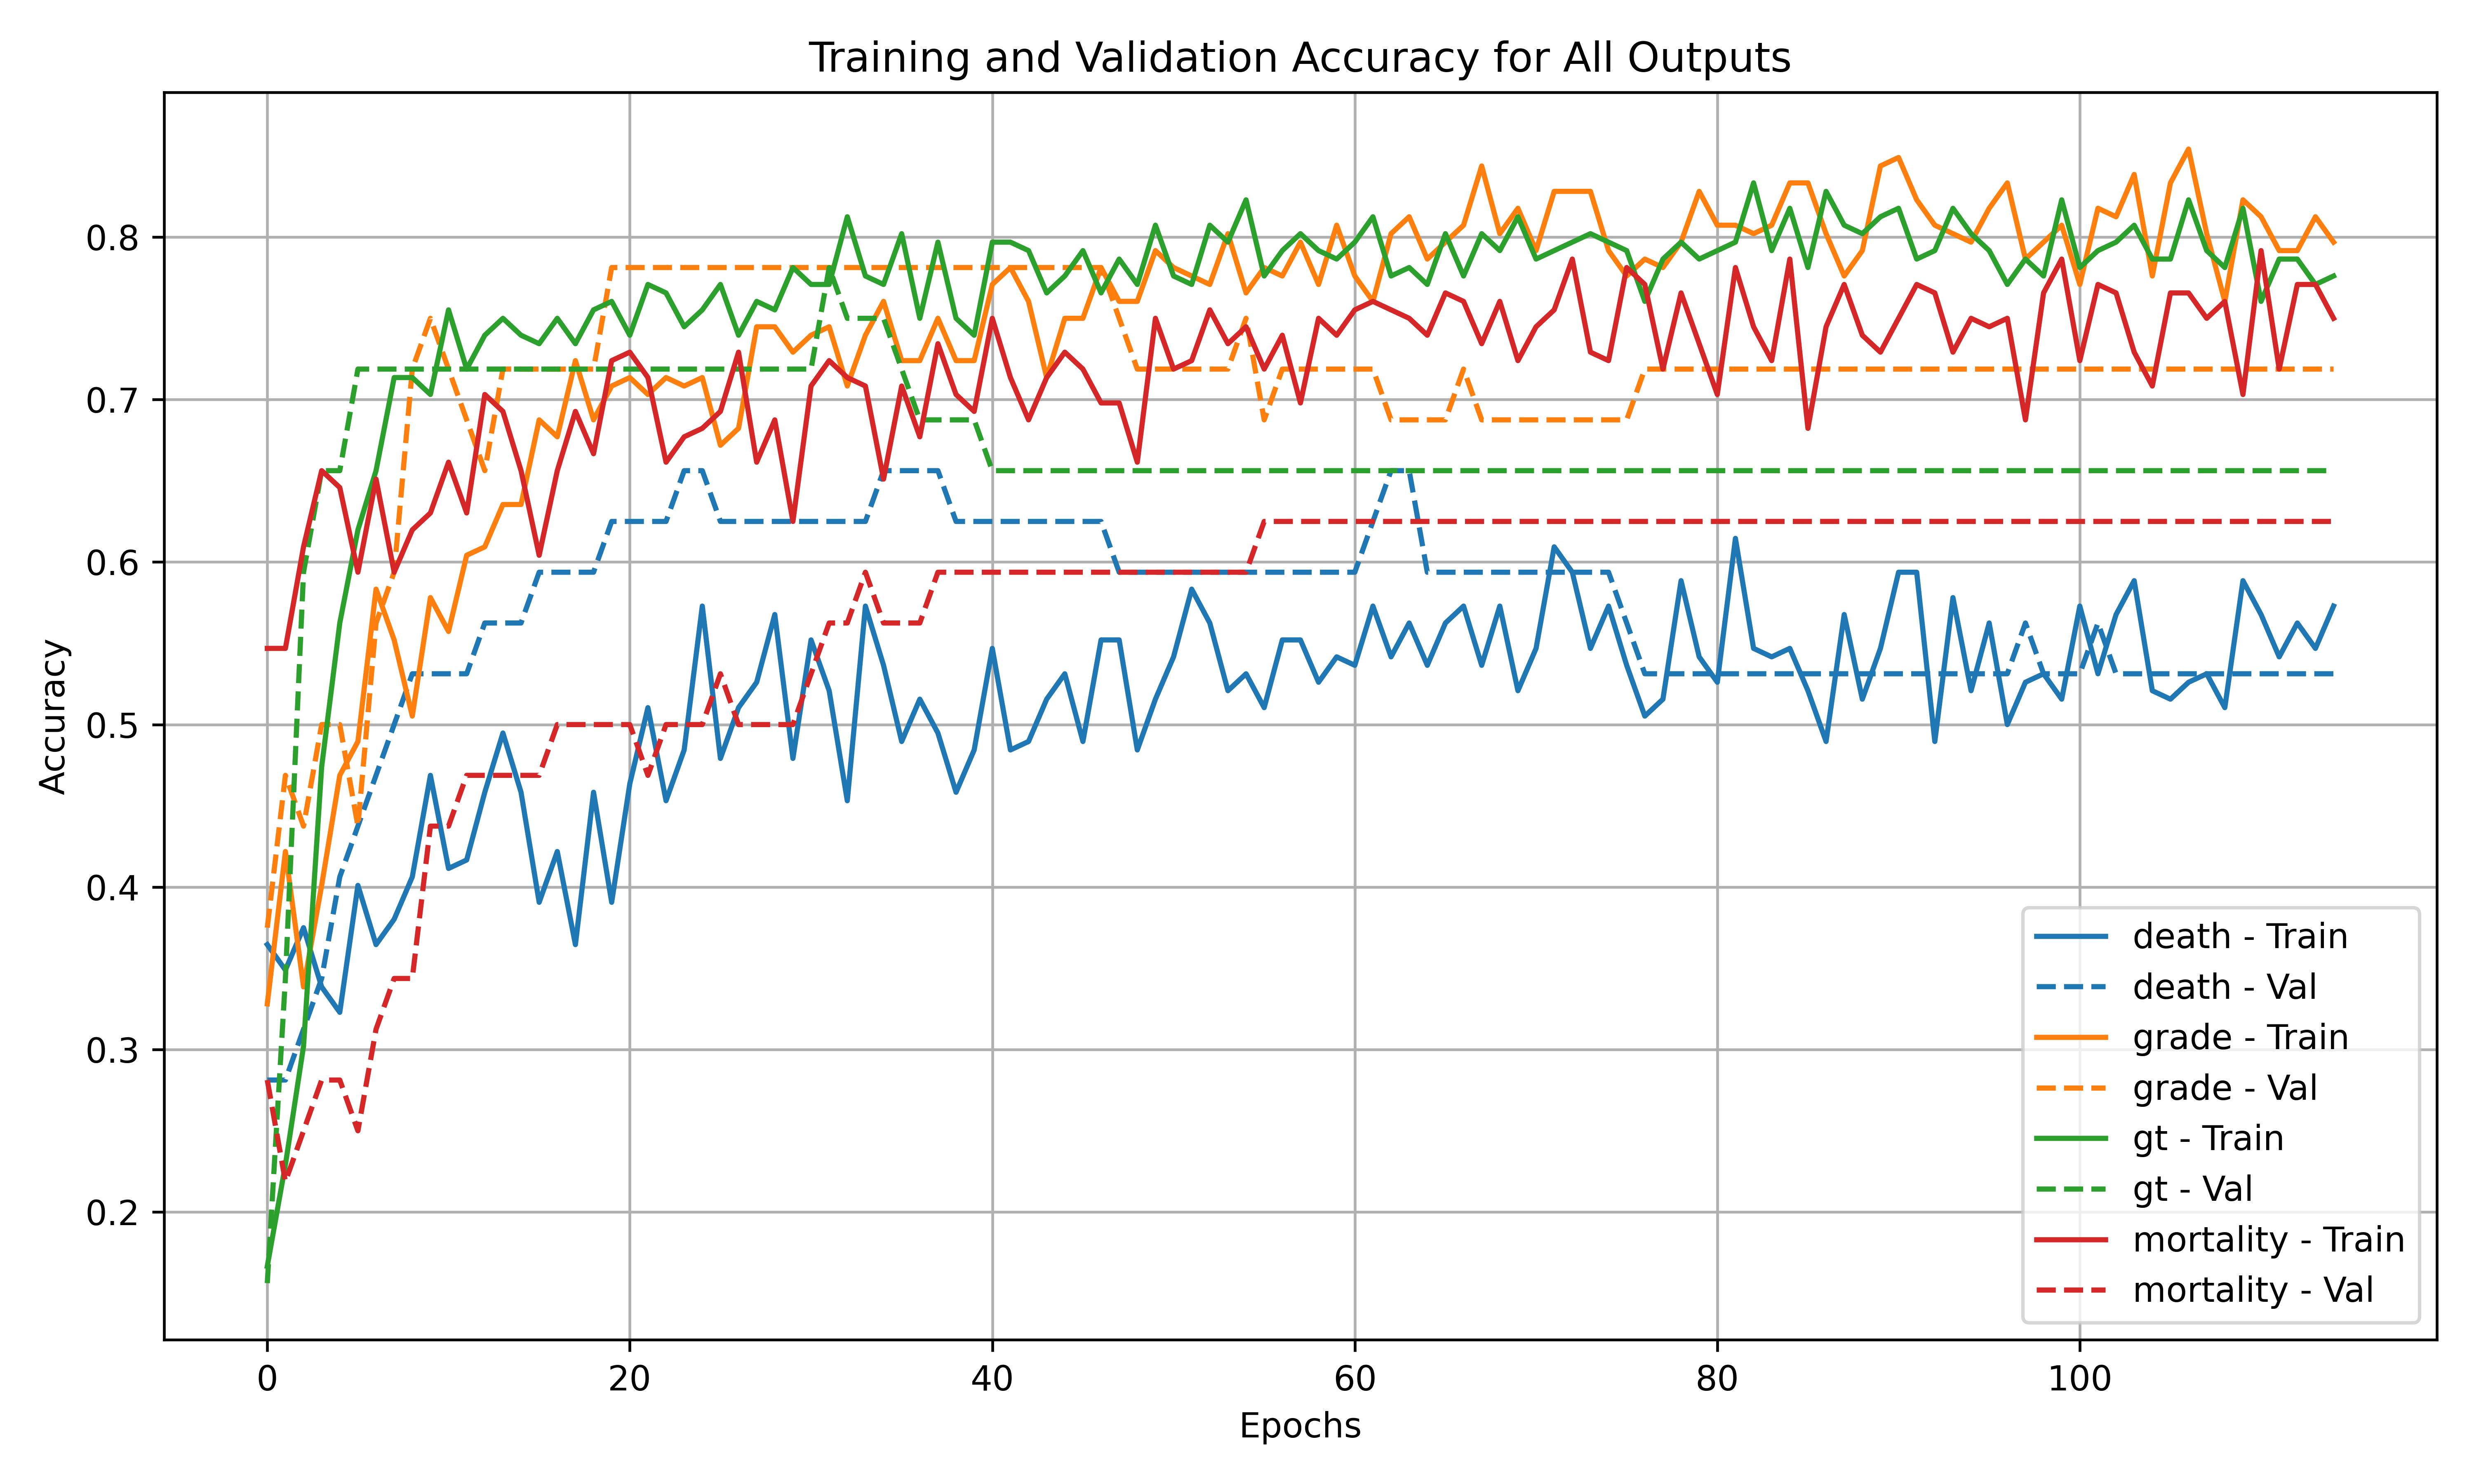 Training and Validation Accuracy for All Outputs
Accuracy
0.8
0.7
0.6
0.5
0.4
0.3
0.2
0 20 40 60 80 100
Epochs
death - Train
death - Val
grade - Train
grade - Val
gt - Train
gt - Val
mortality - Train
mortality - Val